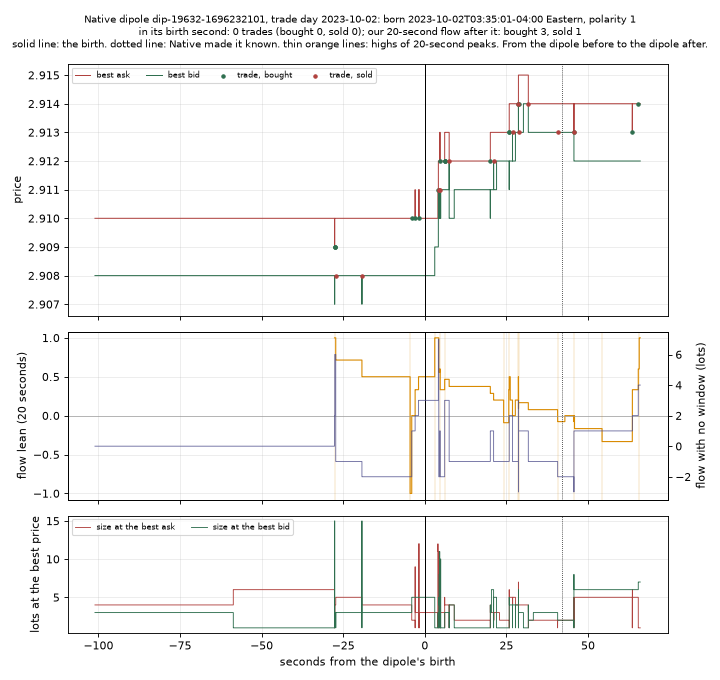 Native dipole dip-19632-1696232101, trade day 2023-10-02: born 2023-10-02T03:35:01-04:00 Eastern, polarity 1
in its birth second: 0 trades (bought 0, sold 0); our 20-second flow after it: bought 3, sold 1
solid line: the birth. dotted line: Native made it known. thin orange lines: highs of 20-second peaks. From the dipole before to the dipole after.
best ask best bid trade, bought trade, sold
2.915
2.914
2.913
2.912
2.911
2.910
2.909
2.908
2.907
price
1.0
0.5
0.0
−0.5
−1.0
flow lean (20 seconds)
6
4
2
0
−2
flow with no window (lots)
size at the best ask size at the best bid
15
10
5
lots at the best price
−100 −75 −50 −25 0 25 50
seconds from the dipole's birth